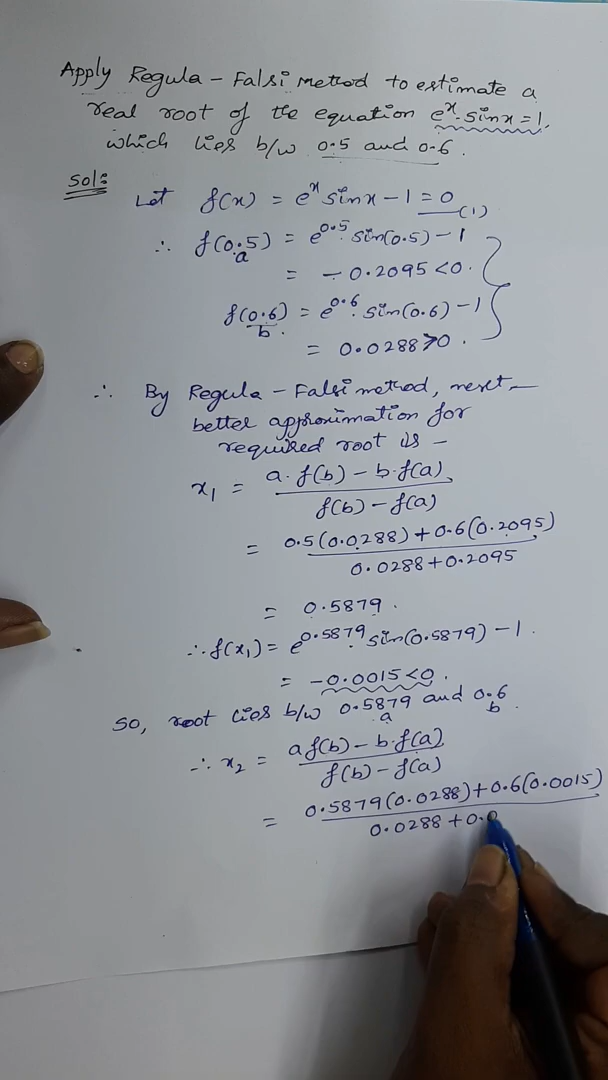 Apply Regula - Falsi method to estimate a
real root of the equation eˣ.sinx = 1,
which lies b/w 0.5 and 0.6.
Sol:
Let f(x) = eˣ sinx - 1 = 0 (1)
∴ f(0.5) = e^0.5. sin(0.5) - 1
a
= - 0.2095 < 0.
f(0.6) = e^0.6. sin(0.6) - 1
b.
= 0.0288 > 0.
∴ By Regula - Falsi method, next
better approximation for
required root is -
x₁ = a. f(b) - b. f(a)
f(b) - f(a)
= 0.5(0.0288) + 0.6(0.2095)
0.0288 + 0.2095
= 0.5879.
∴ f(x₁) = e^0.5879. sin(0.5879) - 1.
= -0.0015 < 0.
So, root lies b/w 0.5879 and 0.6
a b
∴ x₂ = af(b) - b.f(a)
f(b) - f(a)
= 0.5879(0.0288) + 0.6(0.0015)
0.0288 + 0.0